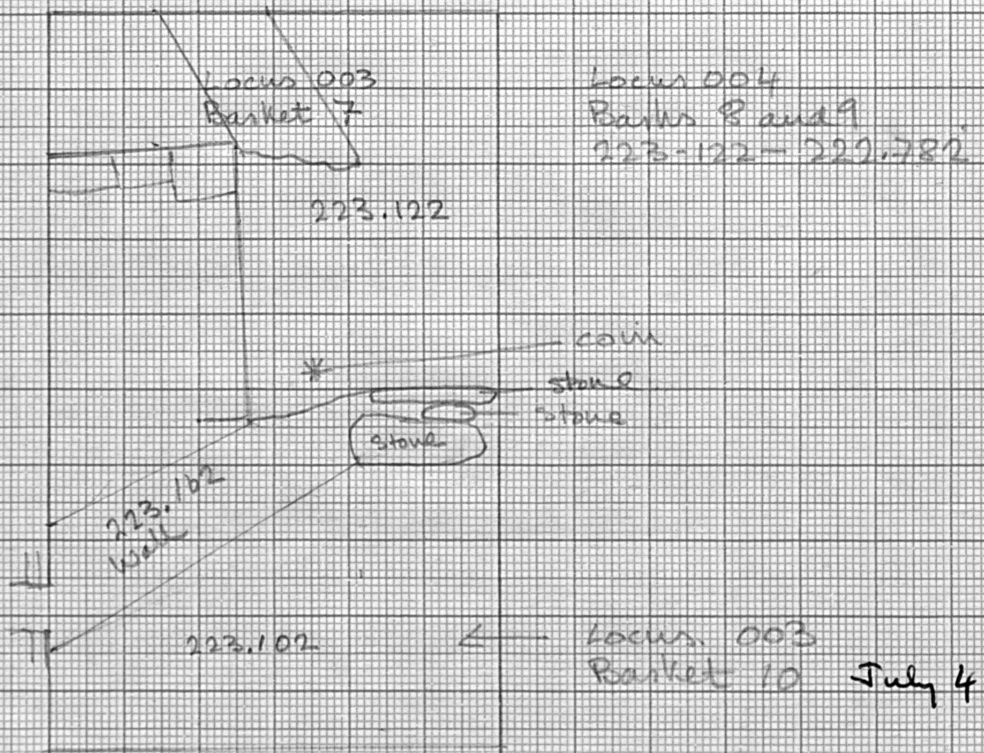 Locus 003
Basket 7
Locus 004
Basks 8 and 9
223-122 - 222.782
223.122
coin
stone
stone
stone
223.162
Wall
223.102
Locus. 003
Basket 10
July 4